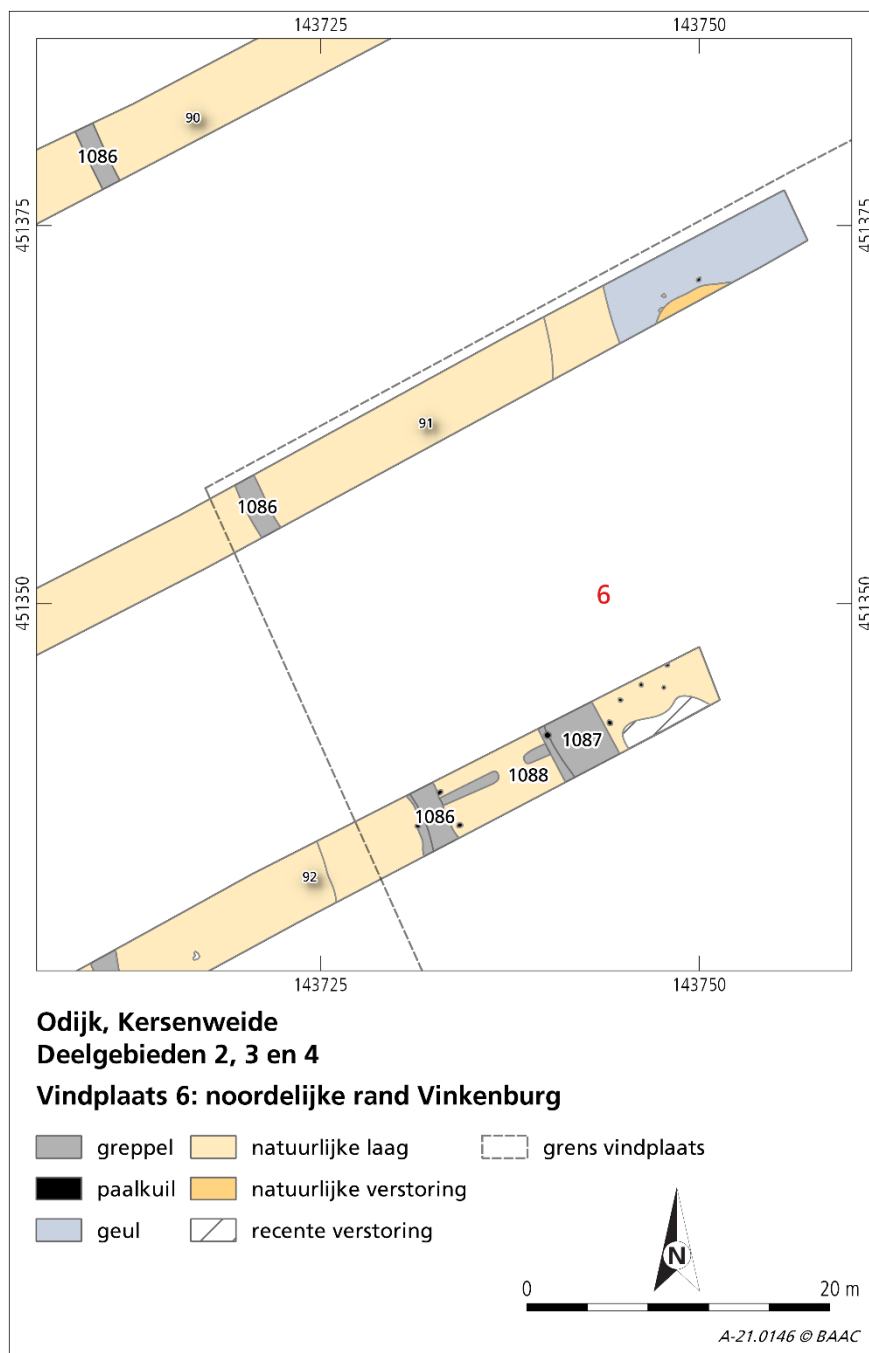 143725 143750
90
1086
451375 451375
91
1086
451350 451350
6
1087
1088
1086
92
143725 143750
Odijk, Kersenweide
Deelgebieden 2, 3 en 4
Vindplaats 6: noordelijke rand Vinkenburg
greppel natuurlijke laag grens vindplaats
paalkuil natuurlijke verstoring
geul recente verstoring
N
0 20 m
A-21.0146 © BAAC